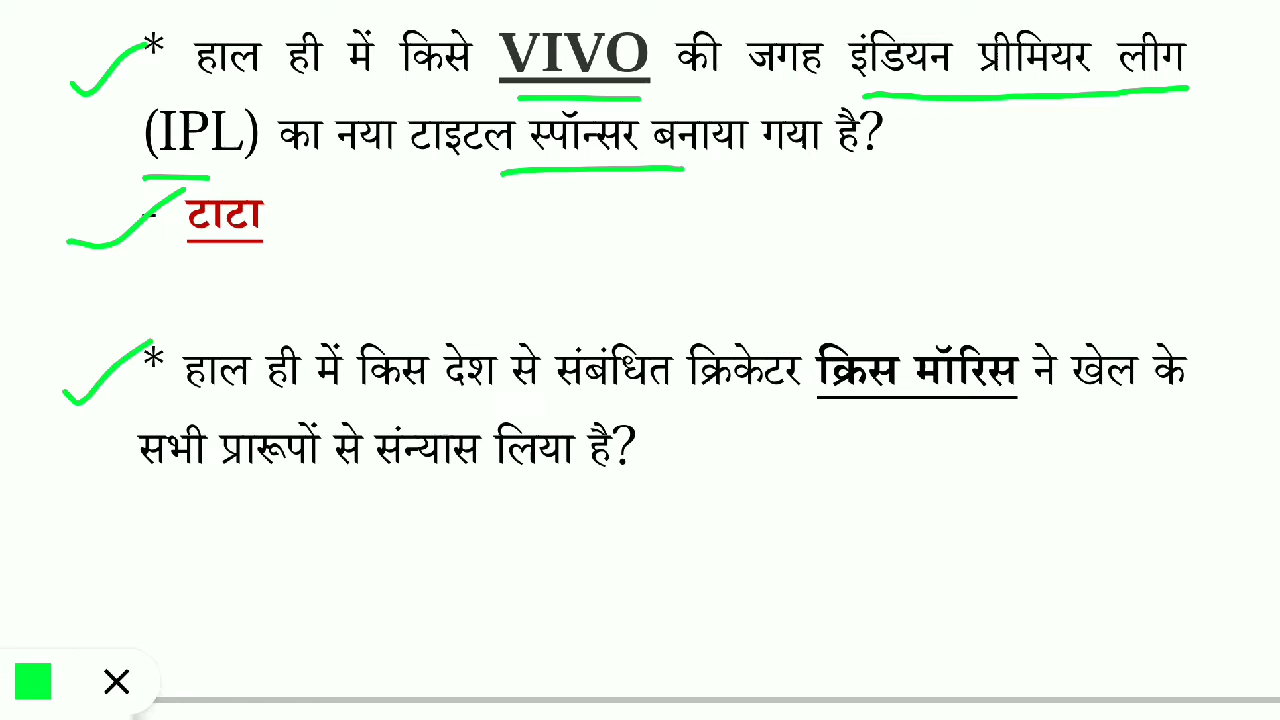 * हाल ही में किसे VIVO की जगह इंडियन प्रीमियर लीग
(IPL) का नया टाइटल स्पॉन्सर बनाया गया है?
- टाटा
* हाल ही में किस देश से संबंधित क्रिकेटर क्रिस मॉरिस ने खेल के
सभी प्रारूपों से संन्यास लिया है?